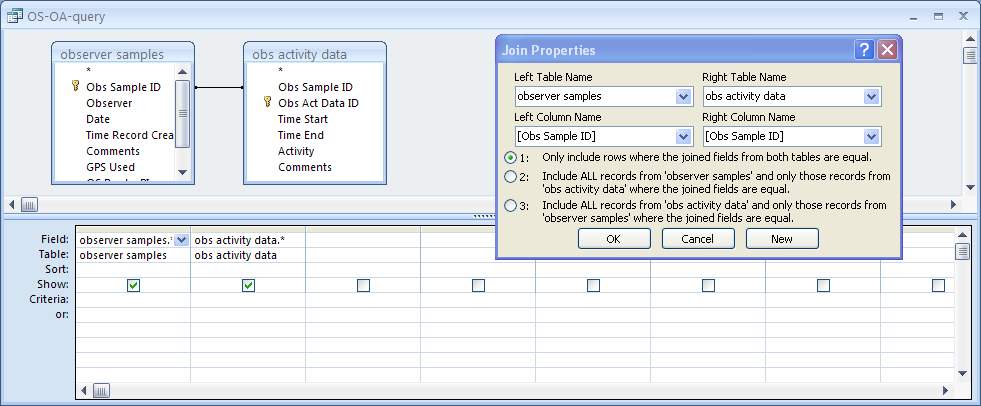 OS-OA-query
observer samples
*
Obs Sample ID
Observer
Date
Time Record Crea
Comments
GPS Used
obs activity data
*
Obs Sample ID
Obs Act Data ID
Time Start
Time End
Activity
Comments
Join Properties
?
Left Table Name
Right Table Name
observer samples
obs activity data
Left Column Name
Right Column Name
[Obs Sample ID]
[Obs Sample ID]
1: Only include rows where the joined fields from both tables are equal.
2: Include ALL records from 'observer samples' and only those records from
'obs activity data' where the joined fields are equal.
3: Include ALL records from 'obs activity data' and only those records from
'observer samples' where the joined fields are equal.
OK
Cancel
New
Field: observer samples.* obs activity data.*
Table: observer samples obs activity data
Sort:
Show:
Criteria:
or: